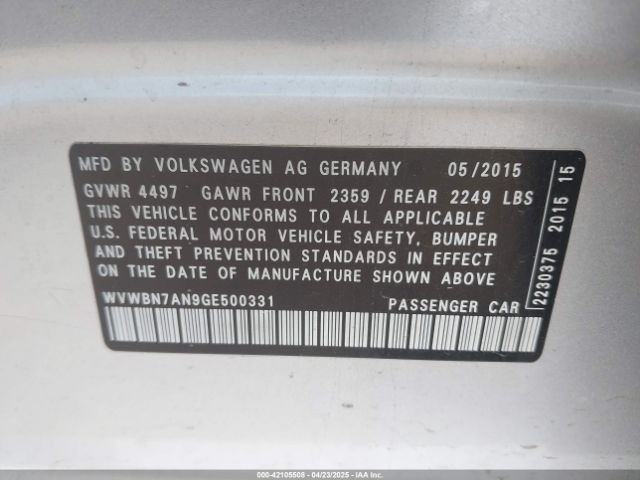 MFD BY VOLKSWAGEN AG GERMANY 05/2015
GVWR 4497 GAWR FRONT 2359 / REAR 2249 LBS
THIS VEHICLE CONFORMS TO ALL APPLICABLE
U.S. FEDERAL MOTOR VEHICLE SAFETY, BUMPER
AND THEFT PREVENTION STANDARDS IN EFFECT
ON THE DATE OF MANUFACTURE SHOWN ABOVE
WVWBN7AN9GE500331 PASSENGER CAR
2230375 2015 15
000-42105508 - 04/23/2025 - IAA, Inc.